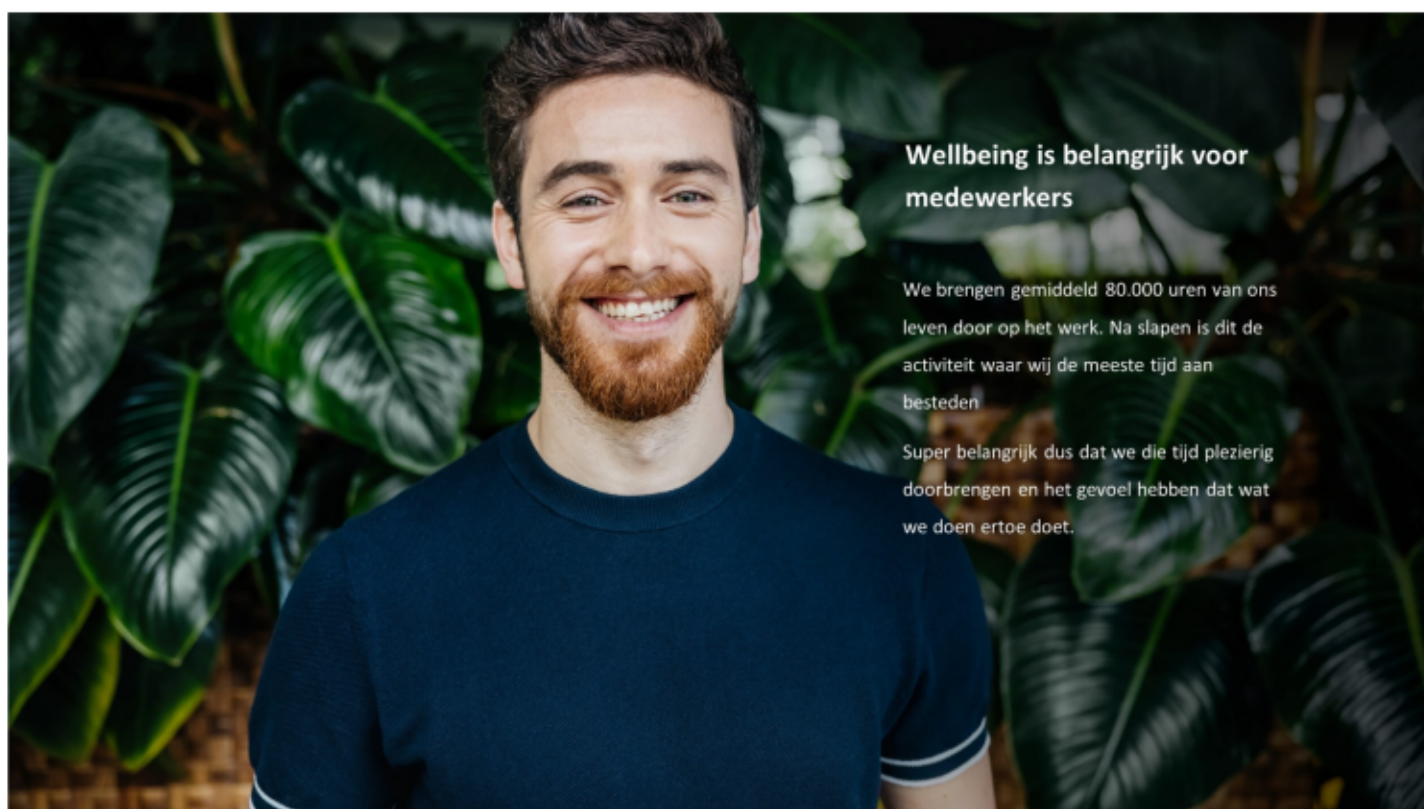 Wellbeing is belangrijk voor
medewerkers
We brengen gemiddeld 80.000 uren van ons
leven door op het werk. Na slapen is dit de
activiteit waar wij de meeste tijd aan
besteden
Super belangrijk dus dat we die tijd plezierig
doorbrengen en het gevoel hebben dat wat
we doen ertoe doet.